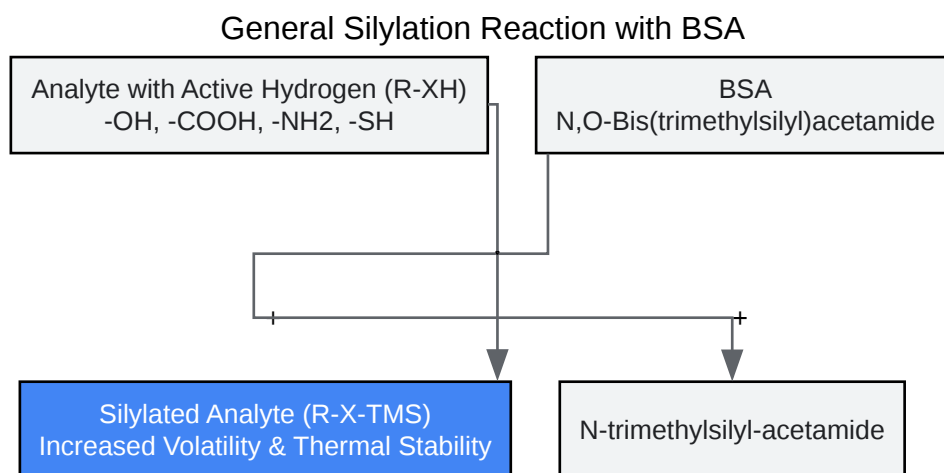 General Silylation Reaction with BSA
Analyte with Active Hydrogen (R-XH)
-OH, -COOH, -NH2, -SH
BSA
N,O-Bis(trimethylsilyl)acetamide
+
+
Silylated Analyte (R-X-TMS)
Increased Volatility & Thermal Stability
N-trimethylsilyl-acetamide